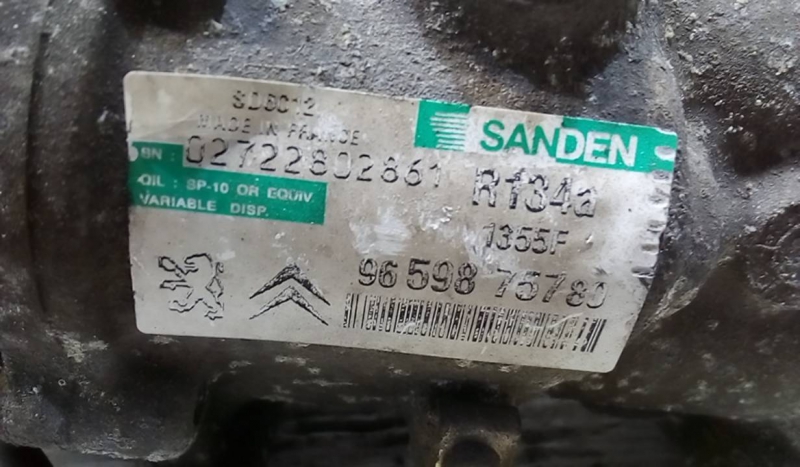 SD6C12
MADE IN FRANCE
SANDEN
SN : 02722802861
R134a
OIL : SP-10 OR EQUIV
VARIABLE DISP.
1355F
96 598 757 80